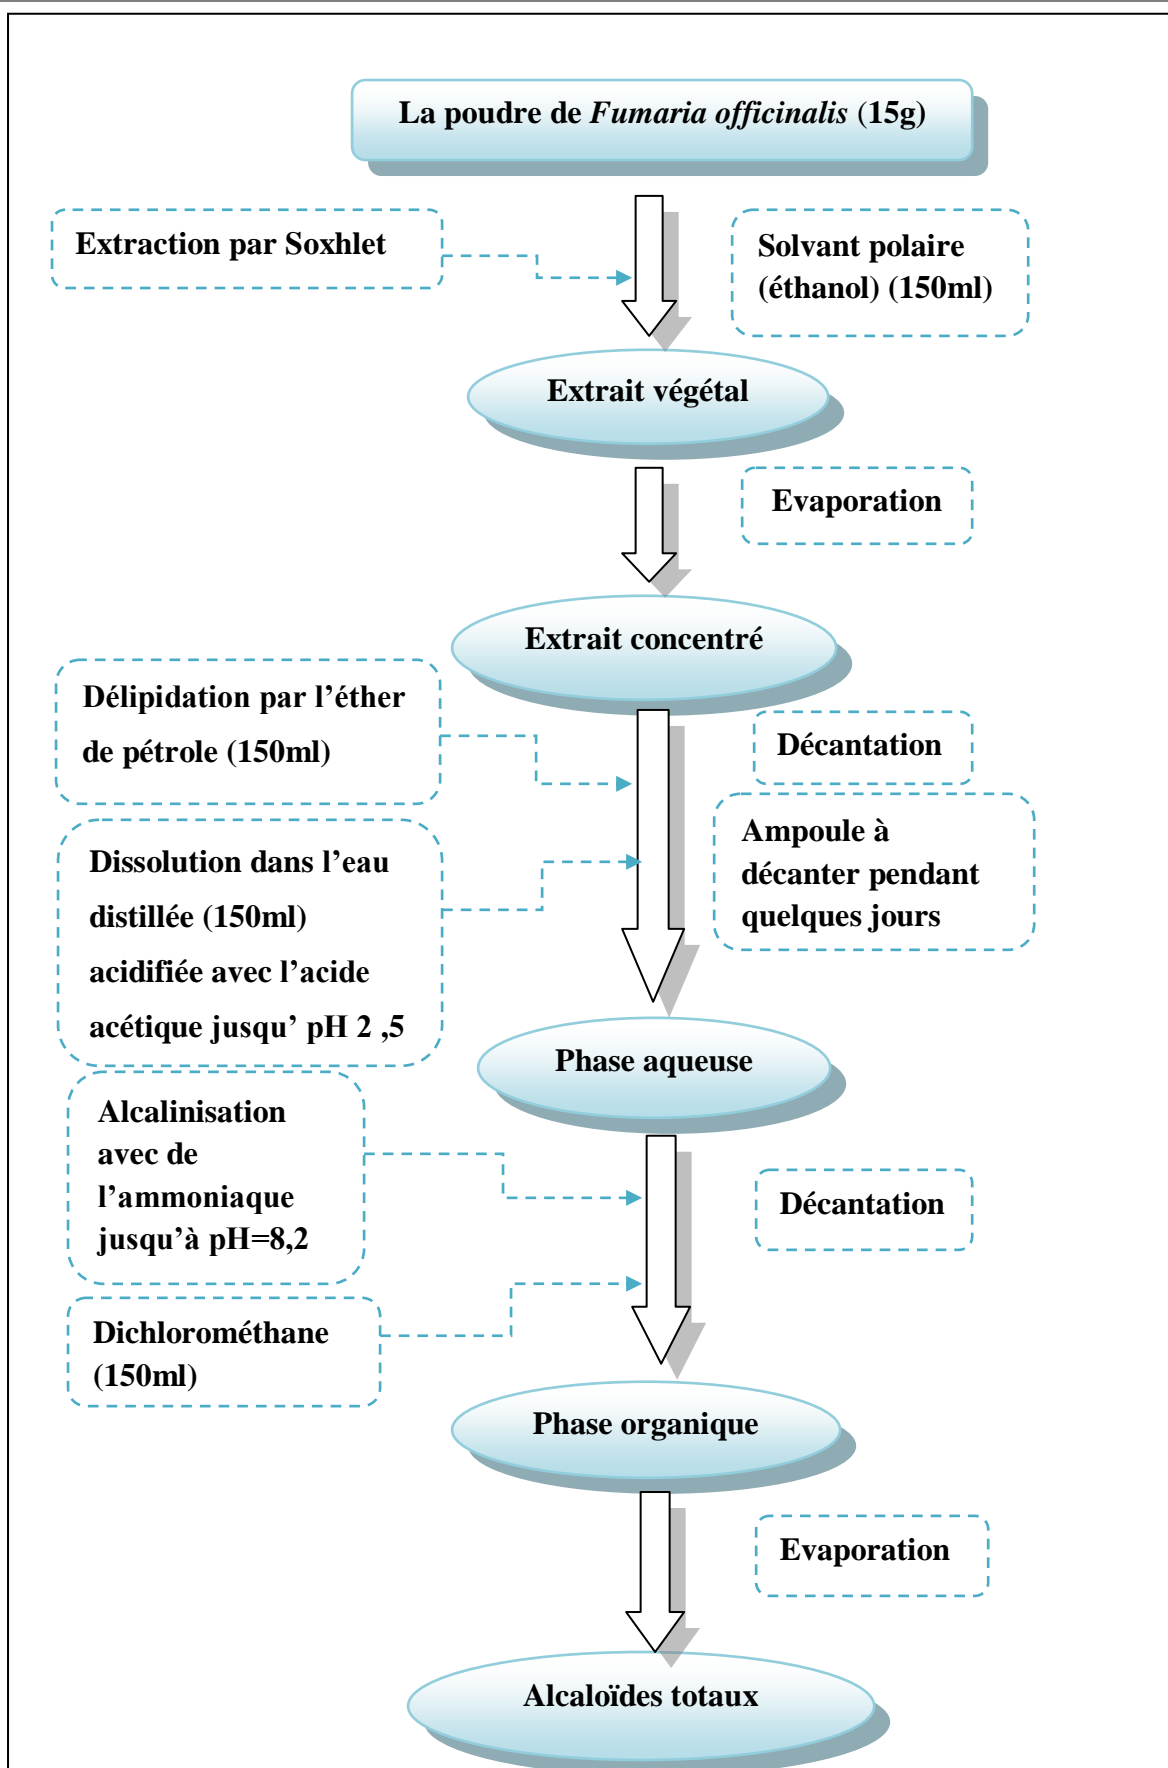 La poudre de Fumaria officinalis (15g)
Extraction par Soxhlet
Solvant polaire
(éthanol) (150ml)
Extrait végétal
Evaporation
Extrait concentré
Délipidation par l’éther
de pétrole (150ml)
Décantation
Dissolution dans l’eau
distillée (150ml)
acidifiée avec l’acide
acétique jusqu’ pH 2 ,5
Ampoule à
décanter pendant
quelques jours
Phase aqueuse
Alcalinisation
avec de
l’ammoniaque
jusqu’à pH=8,2
Décantation
Dichlorométhane
(150ml)
Phase organique
Evaporation
Alcaloïdes totaux